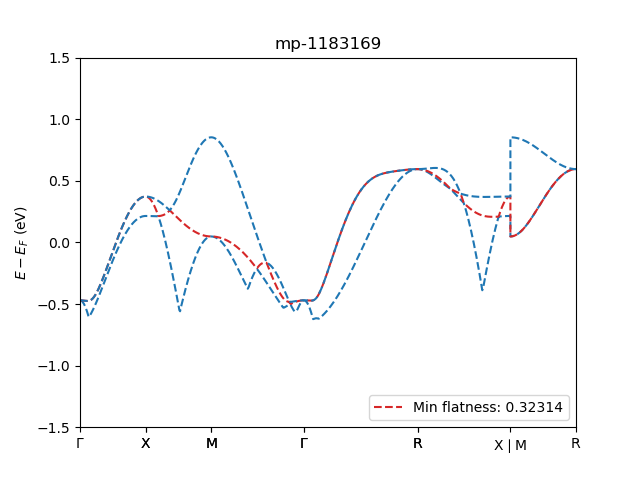 mp-1183169
E − E_F (eV)
1.5
1.0
0.5
0.0
−0.5
−1.0
−1.5
Min flatness: 0.32314
Γ X M Γ R X | M R